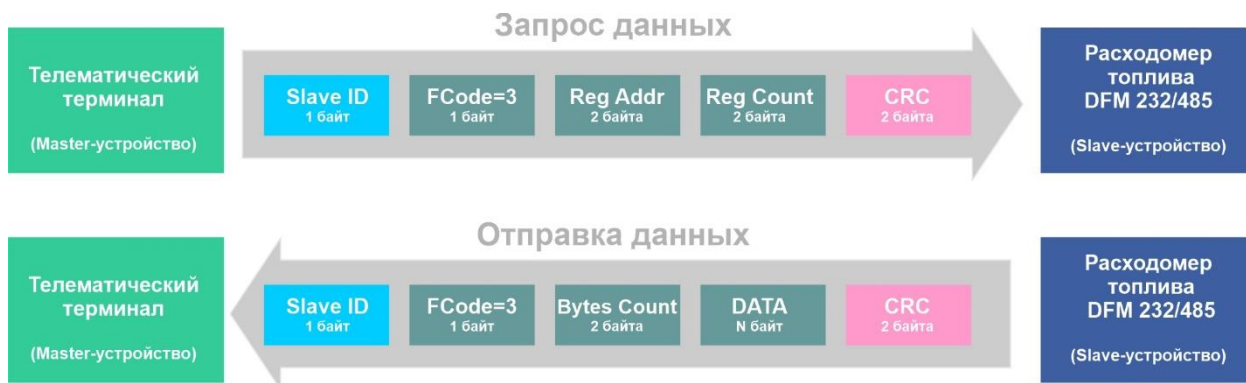 Запрос данных
Телематический
терминал
(Master-устройство)
Slave ID
1 байт
FCode=3
1 байт
Reg Addr
2 байта
Reg Count
2 байта
CRC
2 байта
Расходомер
топлива
DFM 232/485
(Slave-устройство)
Отправка данных
Телематический
терминал
(Master-устройство)
Slave ID
1 байт
FCode=3
1 байт
Bytes Count
2 байта
DATA
N байт
CRC
2 байта
Расходомер
топлива
DFM 232/485
(Slave-устройство)